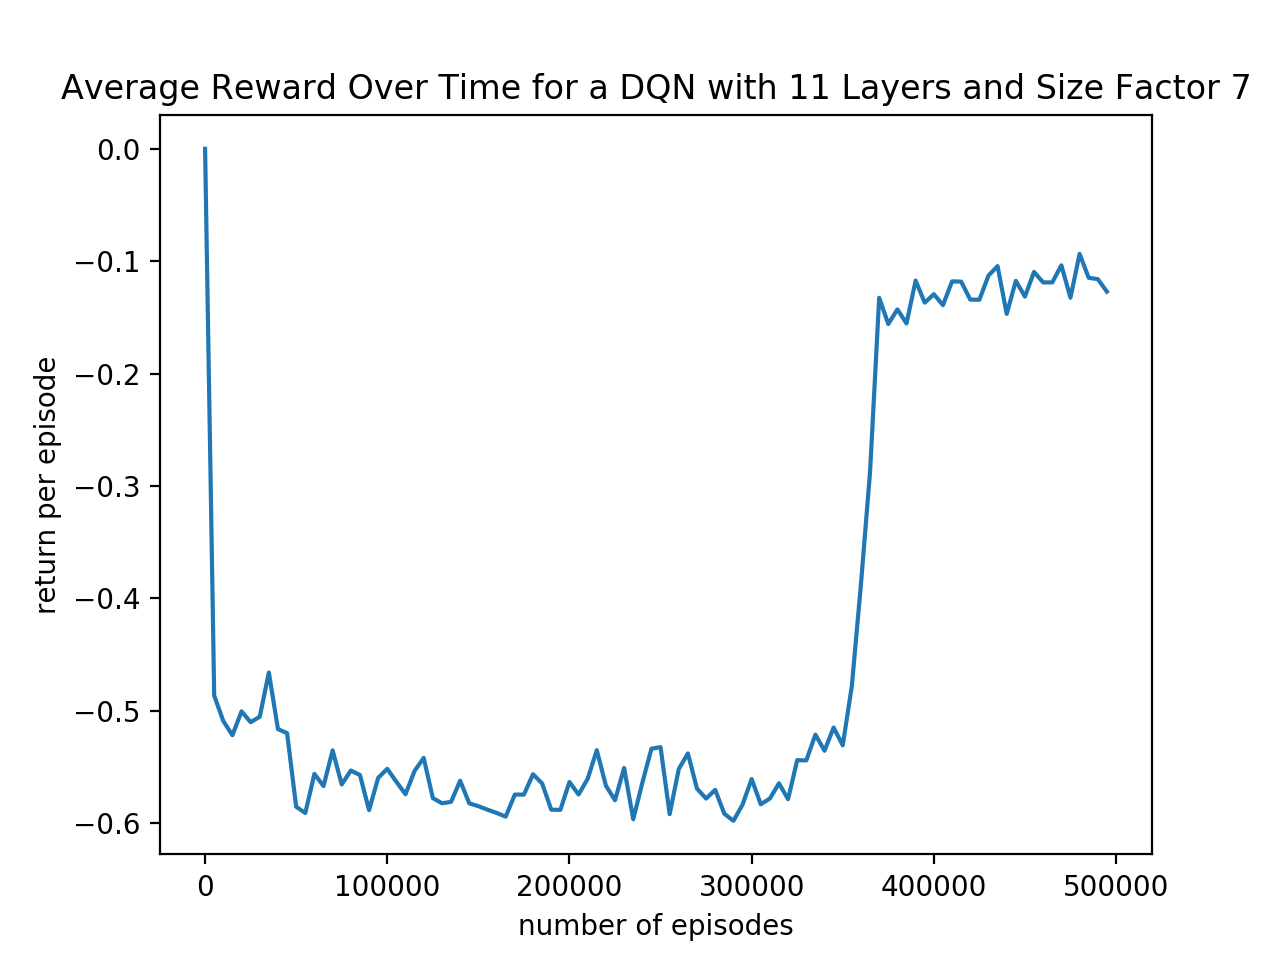 Average Reward Over Time for a DQN with 11 Layers and Size Factor 7
return per episode
0.0
−0.1
−0.2
−0.3
−0.4
−0.5
−0.6
0 100000 200000 300000 400000 500000
number of episodes